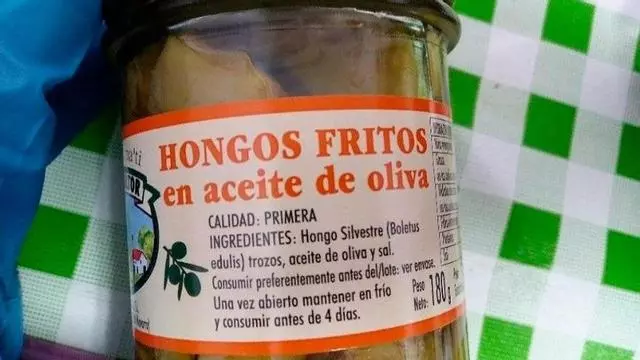 HONGOS FRITOS
en aceite de oliva
CALIDAD: PRIMERA
INGREDIENTES: Hongo Silvestre (Boletus
edulis) trozos, aceite de oliva y sal.
Consumir preferentemente antes del/lote: ver envase.
Una vez abierto mantener en frío
y consumir antes de 4 días.
Peso
Neto: 180g